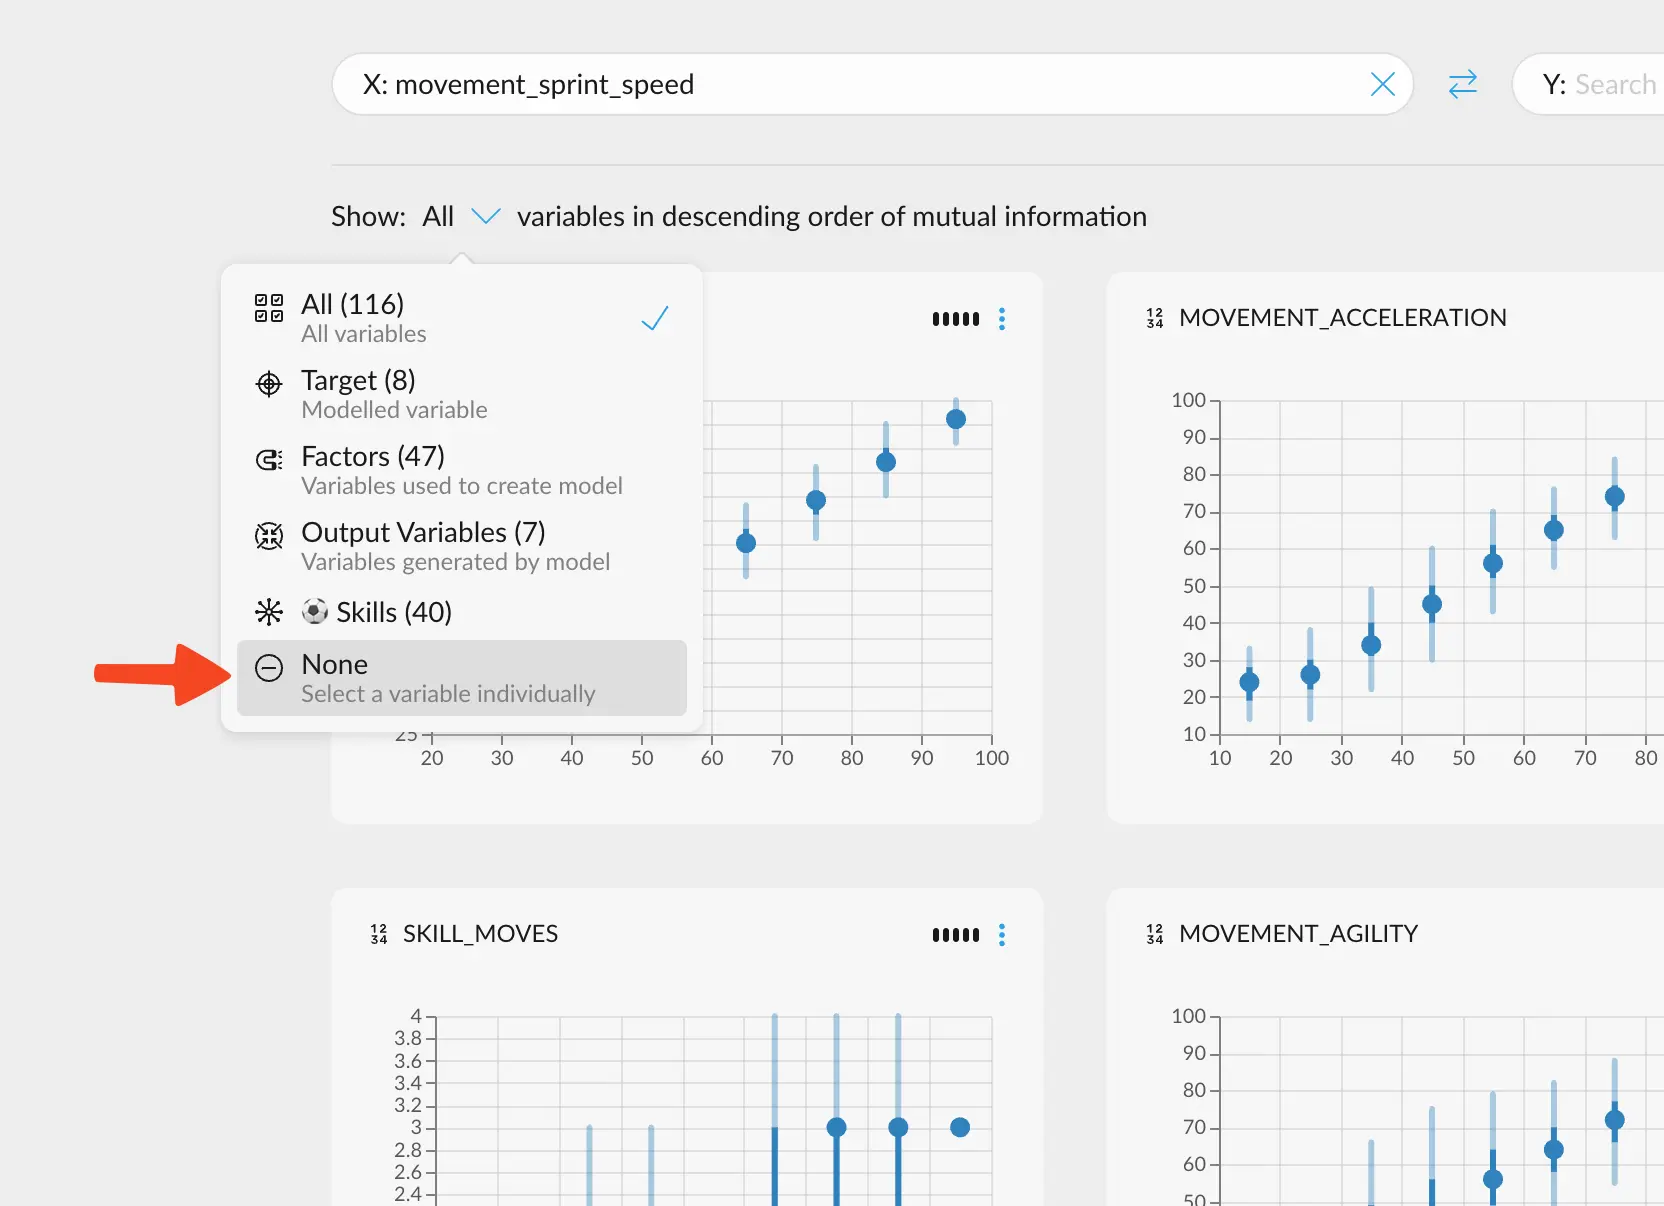 X: movement_sprint_speed
Y: Search
Show: All variables in descending order of mutual information
All (116)
All variables
Target (8)
Modelled variable
Factors (47)
Variables used to create model
Output Variables (7)
Variables generated by model
Skills (40)
None
Select a variable individually
25
20 30 40 50 60 70 80 90 100
1234 MOVEMENT_ACCELERATION
100
90
80
70
60
50
40
30
20
10
10 20 30 40 50 60 70 80
1234 SKILL_MOVES
4
3.8
3.6
3.4
3.2
3
2.8
2.6
2.4
1234 MOVEMENT_AGILITY
100
90
80
70
60
50